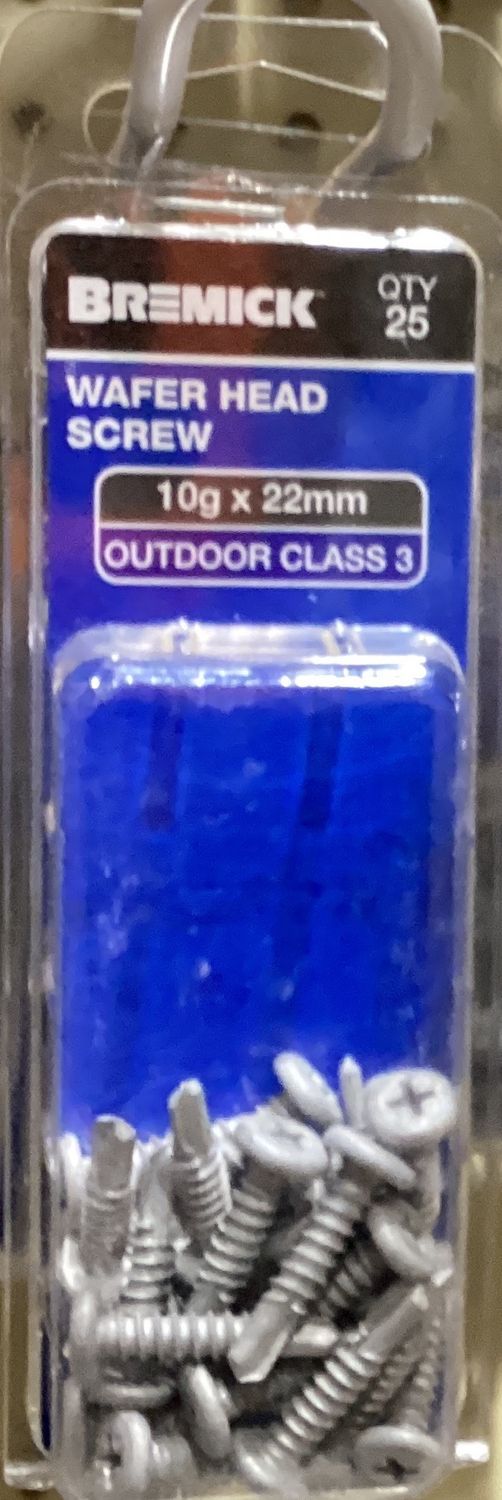 BREMICK
QTY
25
WAFER HEAD
SCREW
10g x 22mm
OUTDOOR CLASS 3